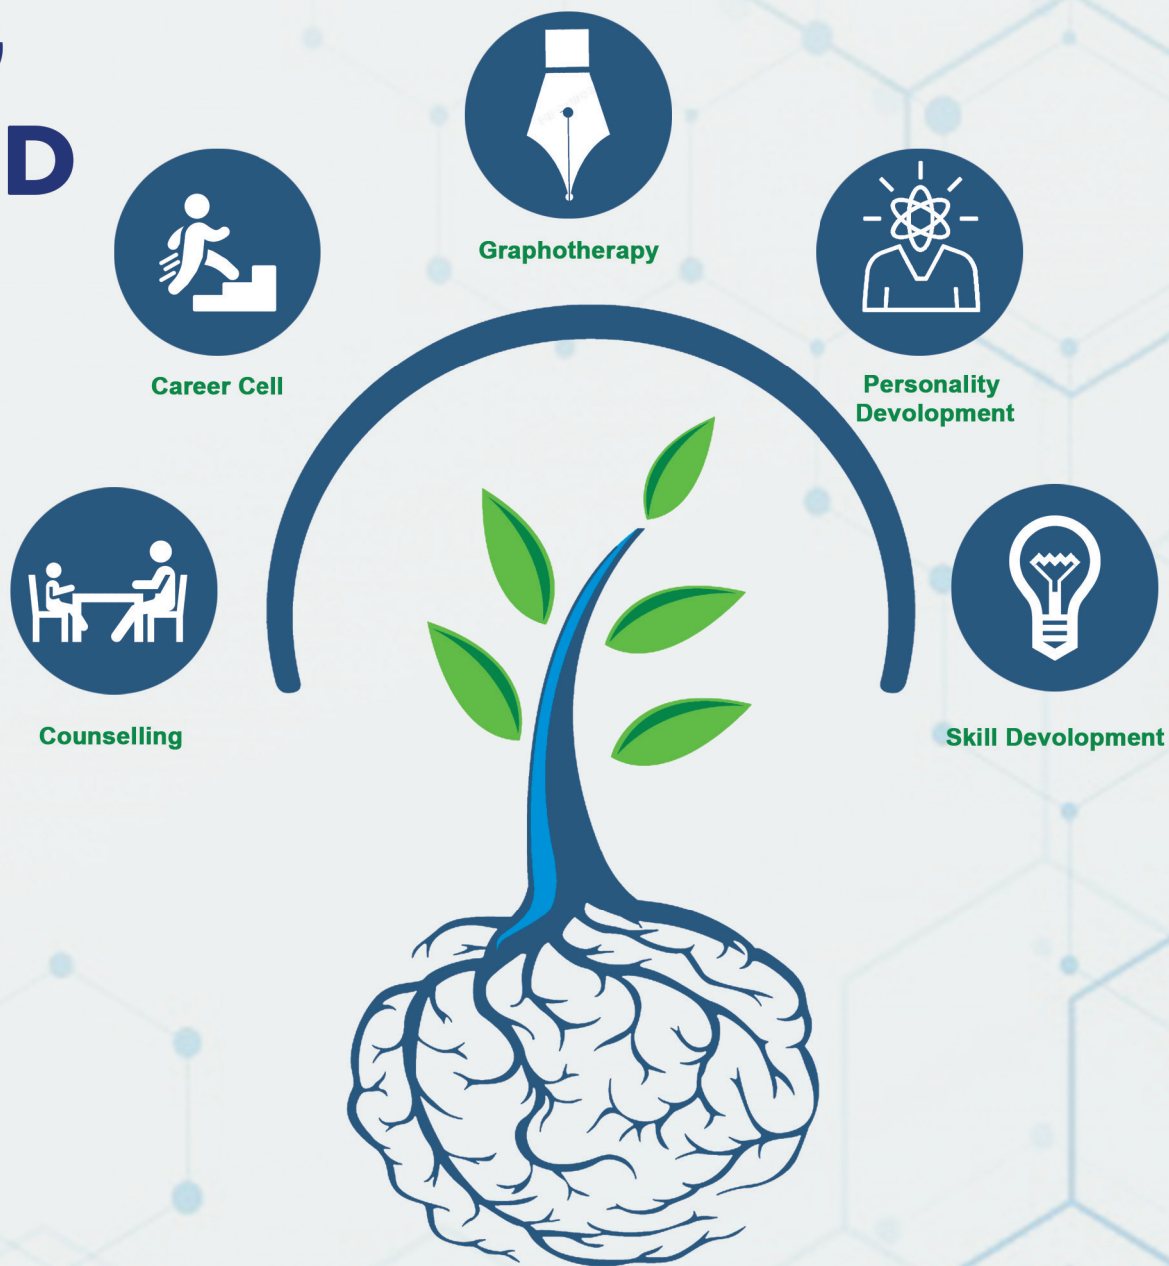 D
Graphotherapy
Career Cell
Personality
Devolopment
Counselling
Skill Devolopment